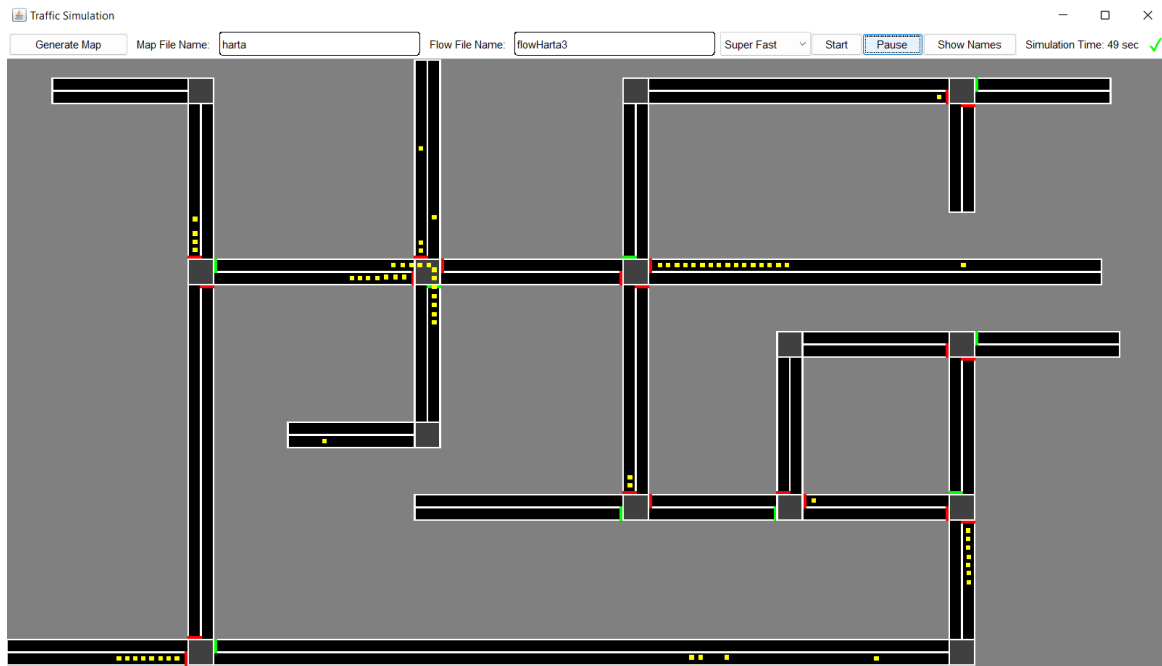 Traffic Simulation
Generate Map Map File Name: harta Flow File Name: flowHarta3 Super Fast Start Pause Show Names Simulation Time: 49 sec